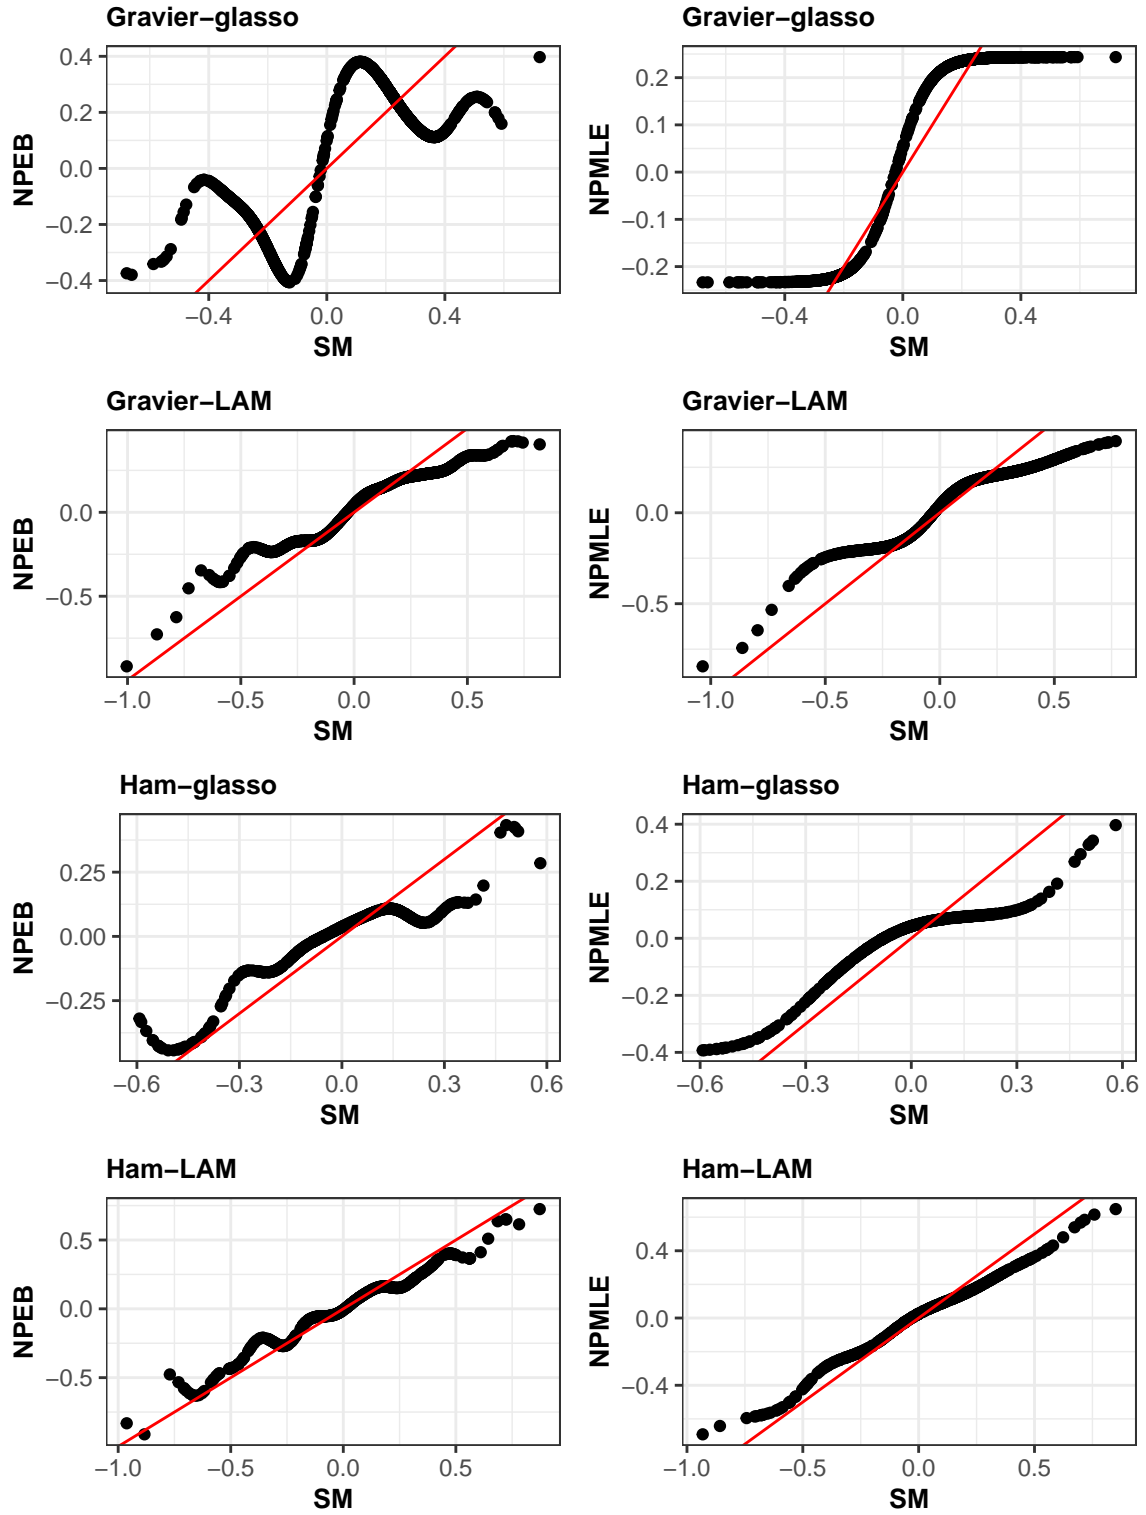 Gravier−glasso
NPEB
0.4
0.2
0.0
−0.2
−0.4
−0.4 0.0 0.4
SM
Gravier−glasso
NPMLE
0.2
0.1
0.0
−0.1
−0.2
−0.4 0.0 0.4
SM
Gravier−LAM
NPEB
0.0
−0.5
−1.0 −0.5 0.0 0.5
SM
Gravier−LAM
NPMLE
0.0
−0.5
−1.0 −0.5 0.0 0.5
SM
Ham−glasso
NPEB
0.25
0.00
−0.25
−0.6 −0.3 0.0 0.3 0.6
SM
Ham−glasso
NPMLE
0.4
0.2
0.0
−0.2
−0.4
−0.6 −0.3 0.0 0.3 0.6
SM
Ham−LAM
NPEB
0.5
0.0
−0.5
−1.0 −0.5 0.0 0.5
SM
Ham−LAM
NPMLE
0.4
0.0
−0.4
−1.0 −0.5 0.0 0.5
SM